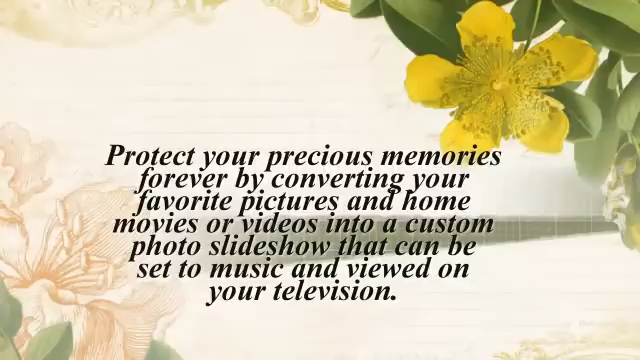 Protect your precious memories
forever by converting your
favorite pictures and home
movies or videos into a custom
photo slideshow that can be
set to music and viewed on
your television.